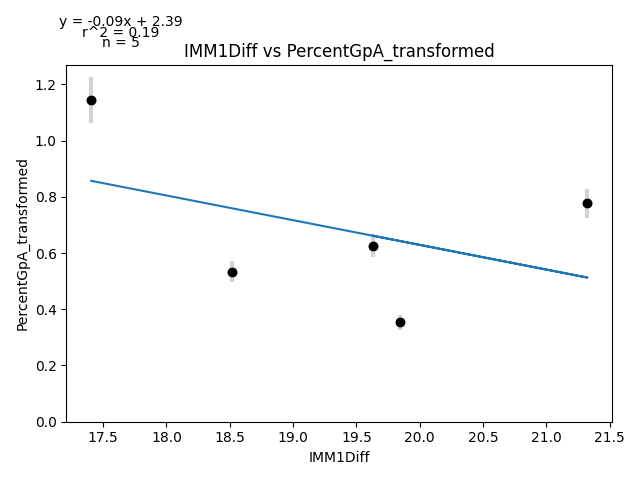 y = -0.09x + 2.39
r^2 = 0.19
n = 5
IMM1Diff vs PercentGpA_transformed
PercentGpA_transformed
1.2
1.0
0.8
0.6
0.4
0.2
0.0
17.5 18.0 18.5 19.0 19.5 20.0 20.5 21.0 21.5
IMM1Diff